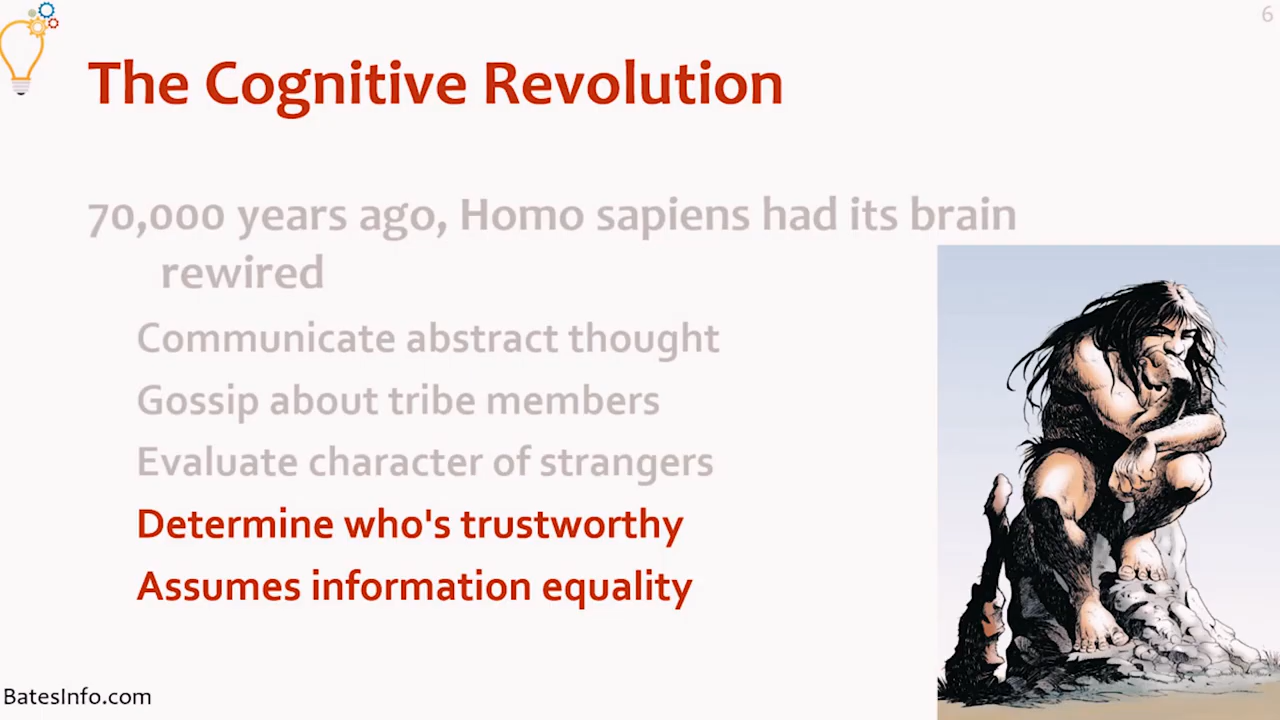 6
The Cognitive Revolution
70,000 years ago, Homo sapiens had its brain
rewired
Communicate abstract thought
Gossip about tribe members
Evaluate character of strangers
Determine who's trustworthy
Assumes information equality
BatesInfo.com